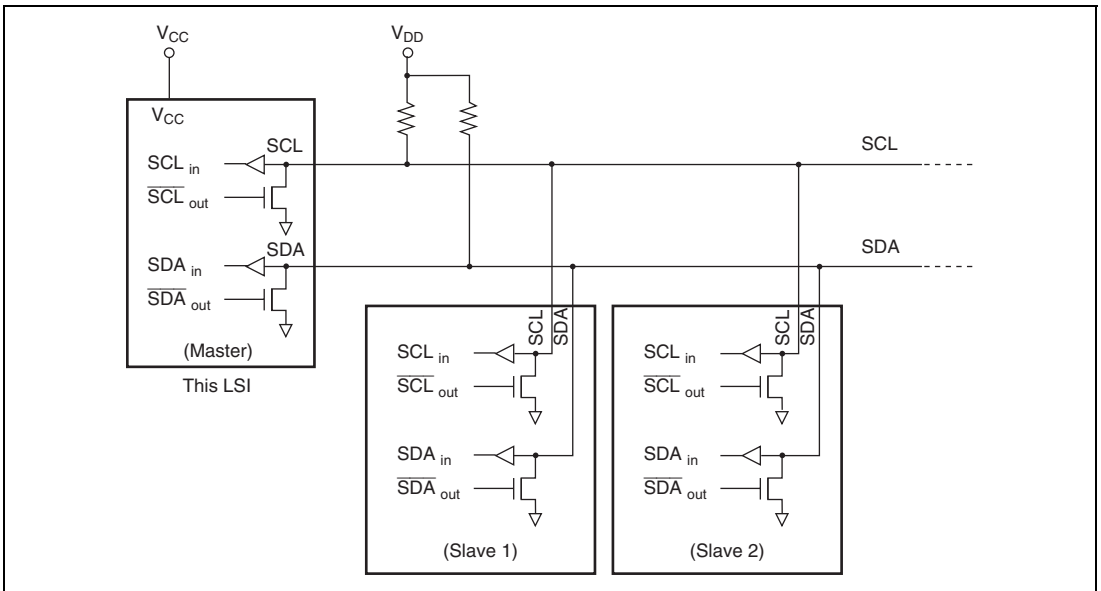 VCC
VDD
VCC
SCL
SCL in
SCL out
SDA
SDA in
SDA out
(Master)
This LSI
SCL
SDA
SCL
SDA
SCL in
SCL out
SDA in
SDA out
(Slave 1)
SCL
SDA
SCL in
SCL out
SDA in
SDA out
(Slave 2)